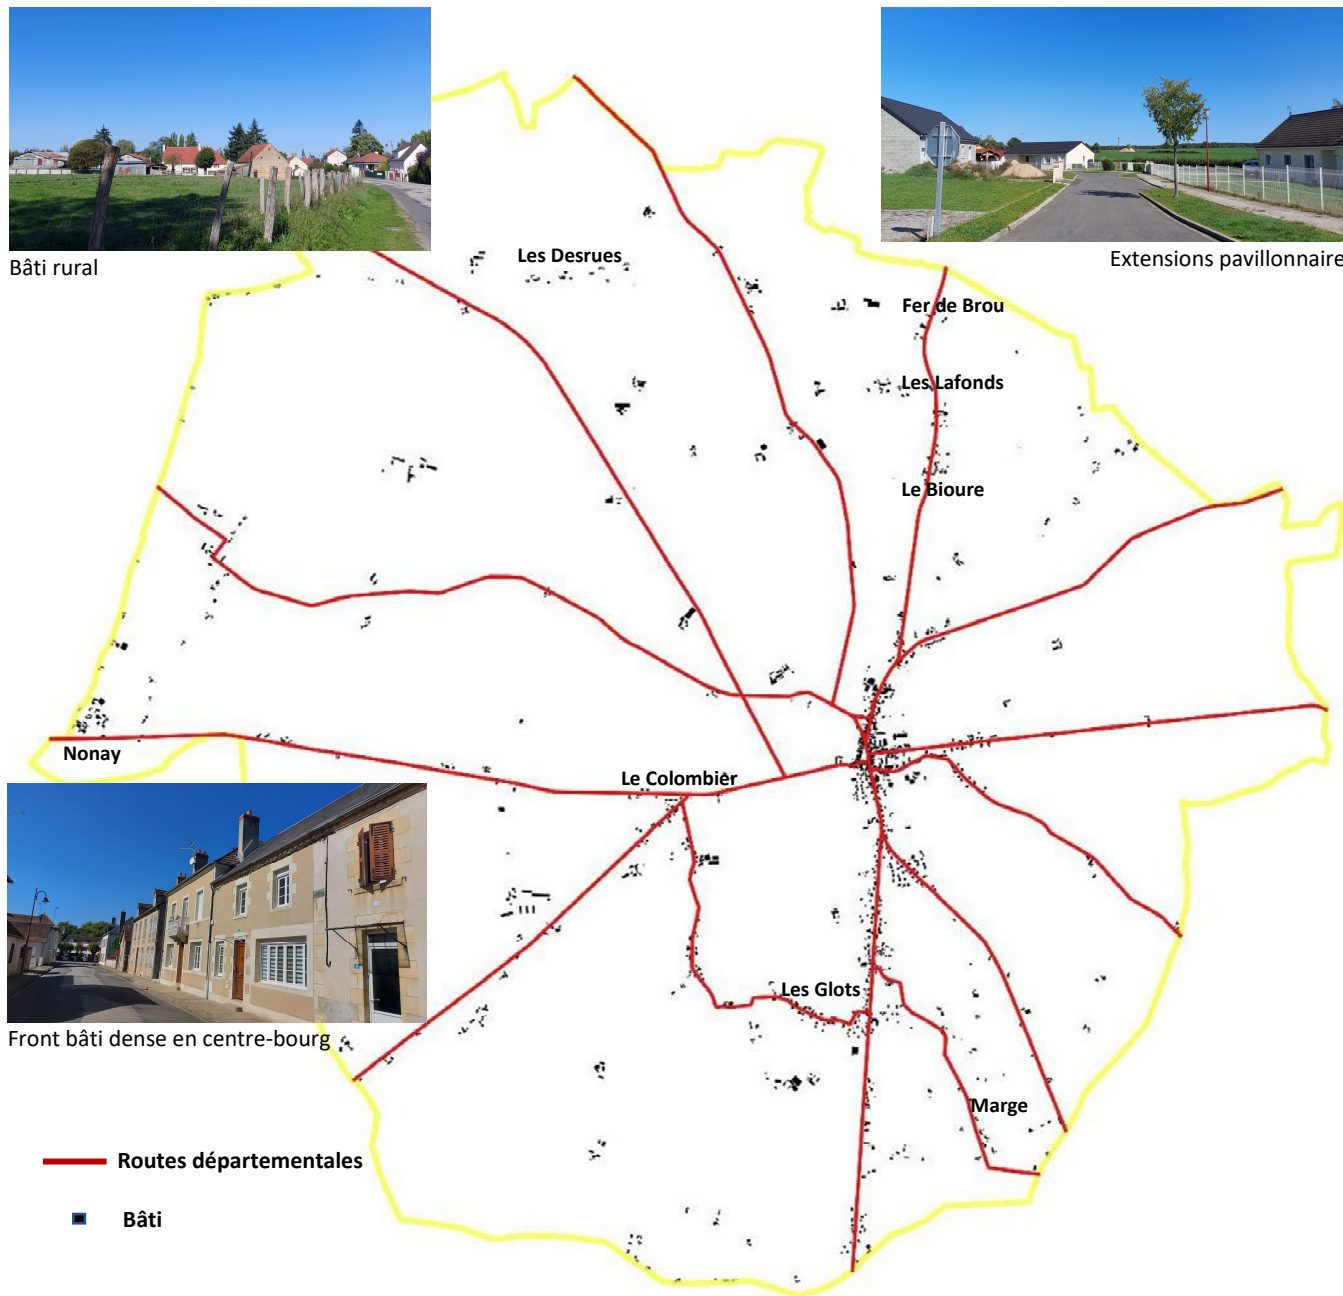 Bâti rural
Extensions pavillonnaire
Les Desrues
Fer de Brou
Les Lafonds
Le Bioure
Nonay
Le Colombier
Front bâti dense en centre-bourg
Les Glots
Marge
Routes départementales
Bâti